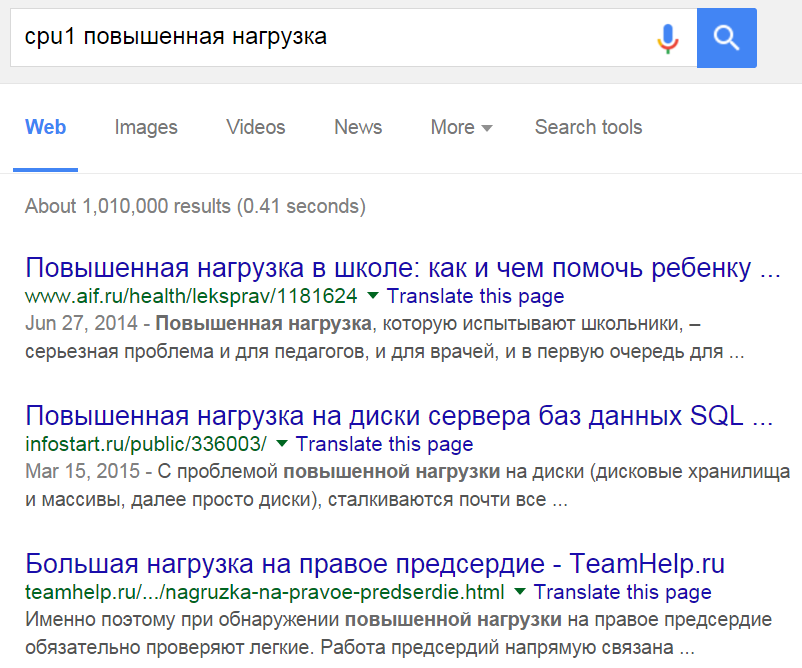 cpu1 повышенная нагрузка
Web Images Videos News More Search tools
About 1,010,000 results (0.41 seconds)
Повышенная нагрузка в школе: как и чем помочь ребенку ...
www.aif.ru/health/leksprav/1181624 Translate this page
Jun 27, 2014 - Повышенная нагрузка, которую испытывают школьники, –
серьезная проблема и для педагогов, и для врачей, и в первую очередь для ...
Повышенная нагрузка на диски сервера баз данных SQL ...
infostart.ru/public/336003/ Translate this page
Mar 15, 2015 - С проблемой повышенной нагрузки на диски (дисковые хранилища
и массивы, далее просто диски), сталкиваются почти все ...
Большая нагрузка на правое предсердие - TeamHelp.ru
teamhelp.ru/.../nagruzka-na-pravoe-predserdie.html Translate this page
Именно поэтому при обнаружении повышенной нагрузки на правое предсердие
обязательно проверяют легкие. Работа предсердий напрямую связана ...